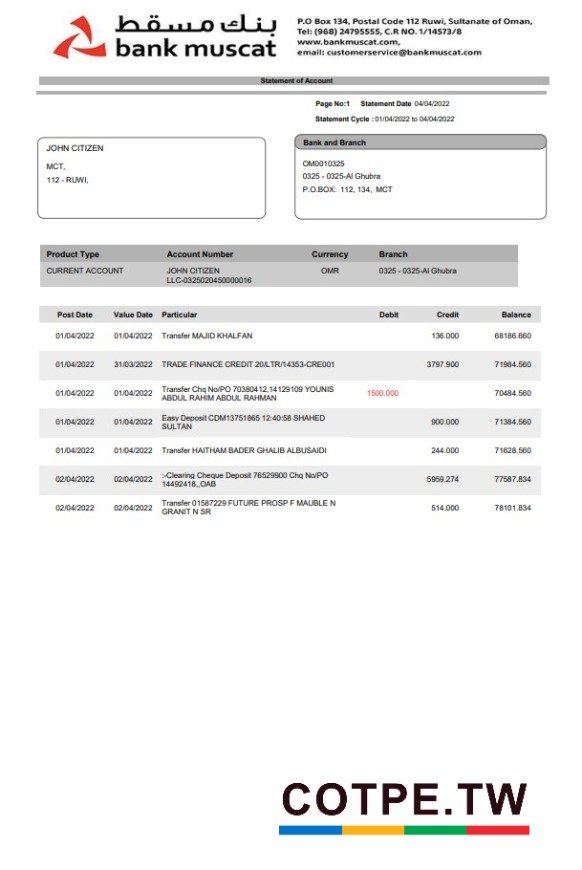 بنك مسقط
bank muscat
P.O Box 134, Postal Code 112 Ruwi, Sultanate of Oman,
Tel: (968) 24795555, C.R NO. 1/14573/8
www.bankmuscat.com,
email: customerservice@bankmuscat.com
Statement of Account
Page No:1 Statement Date 04/04/2022
Statement Cycle : 01/04/2022 to 04/04/2022
JOHN CITIZEN
MCT,
112 - RUWI,
Bank and Branch
OM0010325
0325 - 0325-Al Ghubra
P.O.BOX: 112, 134, MCT
Product Type Account Number Currency Branch
CURRENT ACCOUNT JOHN CITIZEN OMR 0325 - 0325-Al Ghubra
LLC-0325020450000016
Post Date Value Date Particular Debit Credit Balance
01/04/2022 01/04/2022 Transfer MAJID KHALFAN 136.000 68186.660
01/04/2022 31/03/2022 TRADE FINANCE CREDIT 20/LTR/14353-CRE001 3797.900 71984.560
01/04/2022 01/04/2022 Transfer Chq No/PO 70380412,14129109 YOUNIS 1500.000 70484.560
ABDUL RAHIM ABDUL RAHMAN
01/04/2022 01/04/2022 Easy Deposit CDM13751865 12:40:58 SHAHED 900.000 71384.560
SULTAN
01/04/2022 01/04/2022 Transfer HAITHAM BADER GHALIB ALBUSAIDI 244.000 71628.560
02/04/2022 02/04/2022 :-Clearing Cheque Deposit 76529900 Chq No/PO 5959.274 77587.834
14492418,,OAB
02/04/2022 02/04/2022 Transfer 01587229 FUTURE PROSP F MAUBLE N 514.000 78101.834
GRANIT N SR
COTPE.TW